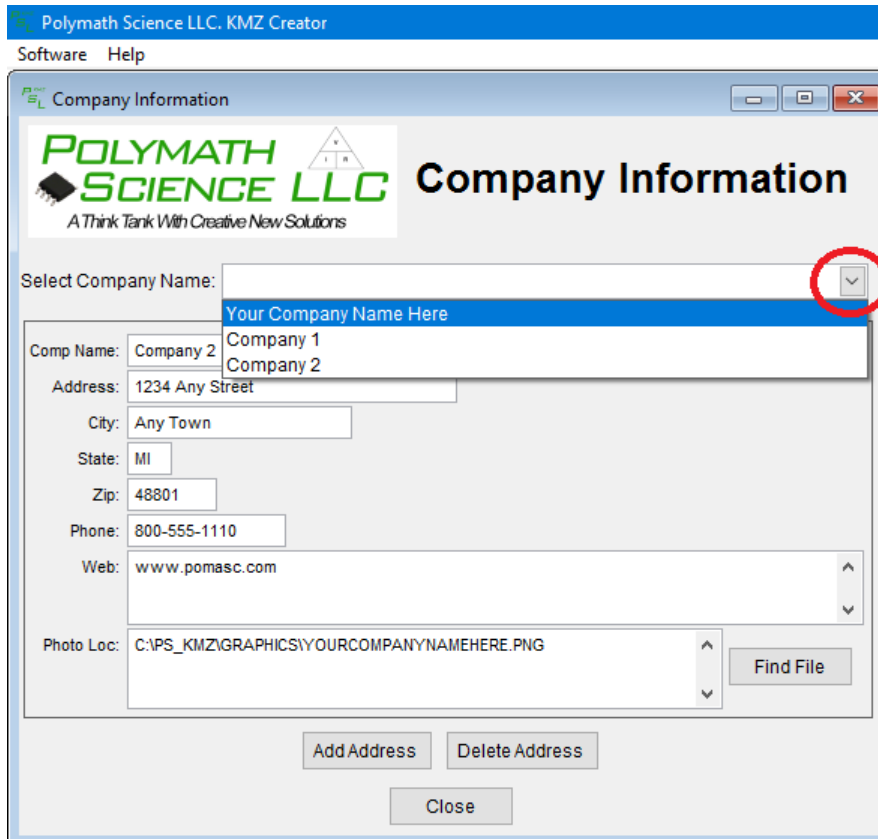 Polymath Science LLC. KMZ Creator
Software Help
Company Information
POLYMATH
SCIENCE LLC
A Think Tank With Creative New Solutions
V
I R
Company Information
Select Company Name:
Your Company Name Here
Company 1
Company 2
Comp Name: Company 2
Address: 1234 Any Street
City: Any Town
State: MI
Zip: 48801
Phone: 800-555-1110
Web: www.pomasc.com
Photo Loc: C:\PS_KMZ\GRAPHICS\YOURCOMPANYNAMEHERE.PNG
Find File
Add Address Delete Address
Close